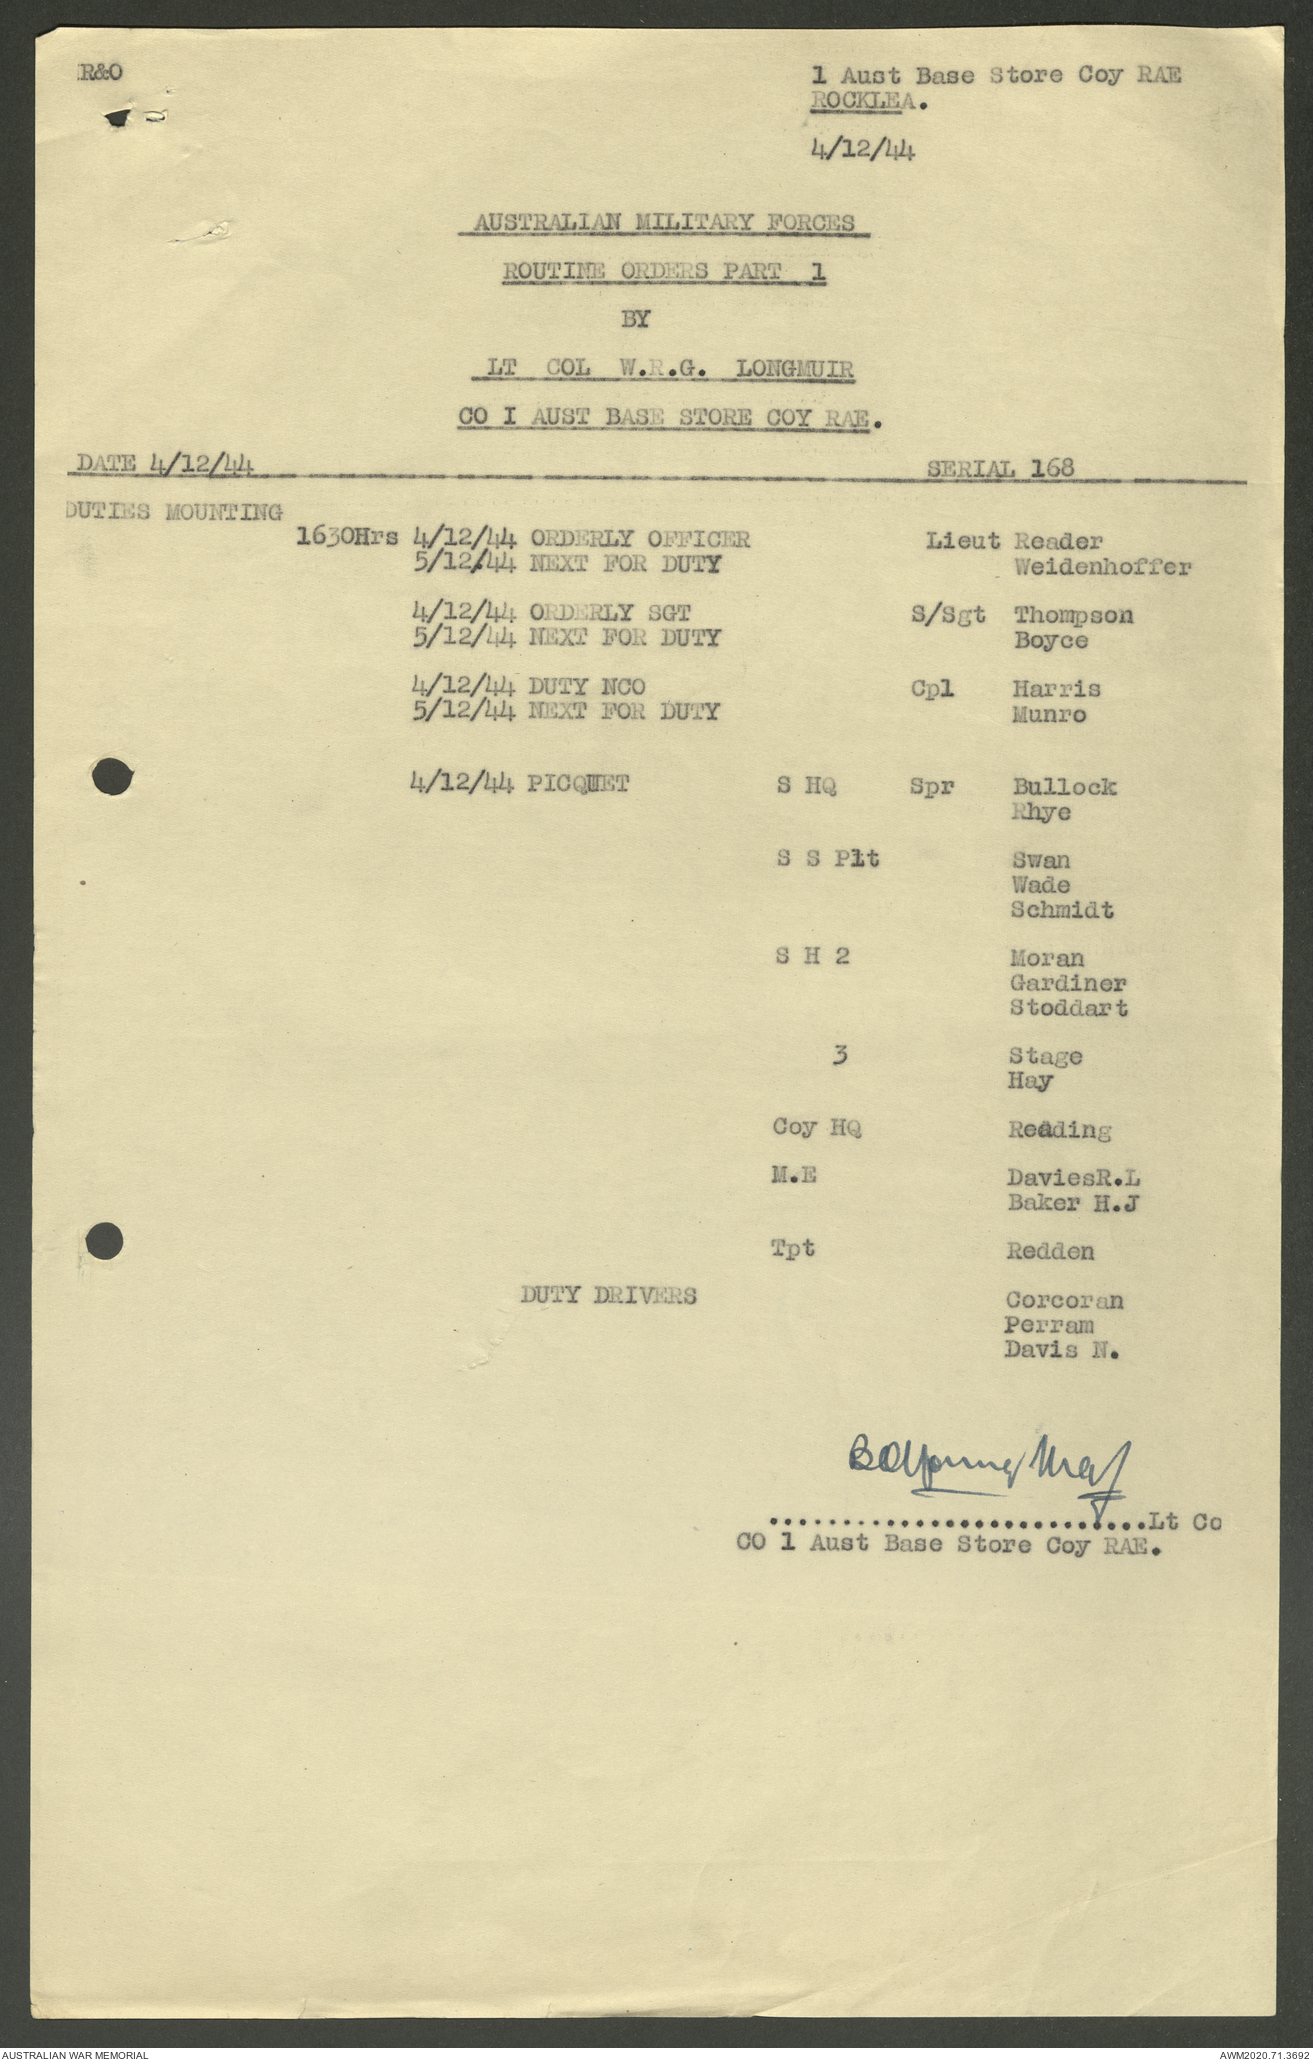 R&O
1 Aust Base Store Coy RAE
ROCKLEA.
4/12/44
AUSTRALIAN MILITARY FORCES
ROUTINE ORDERS PART 1
BY
LT COL W.R.G. LONGMUIR
CO I AUST BASE STORE COY RAE.
DATE 4/12/44 SERIAL 168
DUTIES MOUNTING
1630Hrs 4/12/44 ORDERLY OFFICER Lieut Reader
5/12/44 NEXT FOR DUTY Weidenhoffer
4/12/44 ORDERLY SGT S/Sgt Thompson
5/12/44 NEXT FOR DUTY Boyce
4/12/44 DUTY NCO Cpl Harris
5/12/44 NEXT FOR DUTY Munro
4/12/44 PICQUET S HQ Spr Bullock
Rhye
S S Plt Swan
Wade
Schmidt
S H 2 Moran
Gardiner
Stoddart
3 Stage
Hay
Coy HQ Reading
M.E DaviesR.L
Baker H.J
Tpt Redden
DUTY DRIVERS Corcoran
Perram
Davis N.
Maj
..........................Lt Co
CO 1 Aust Base Store Coy RAE.
AUSTRALIAN WAR MEMORIAL AWM2020.71.3692